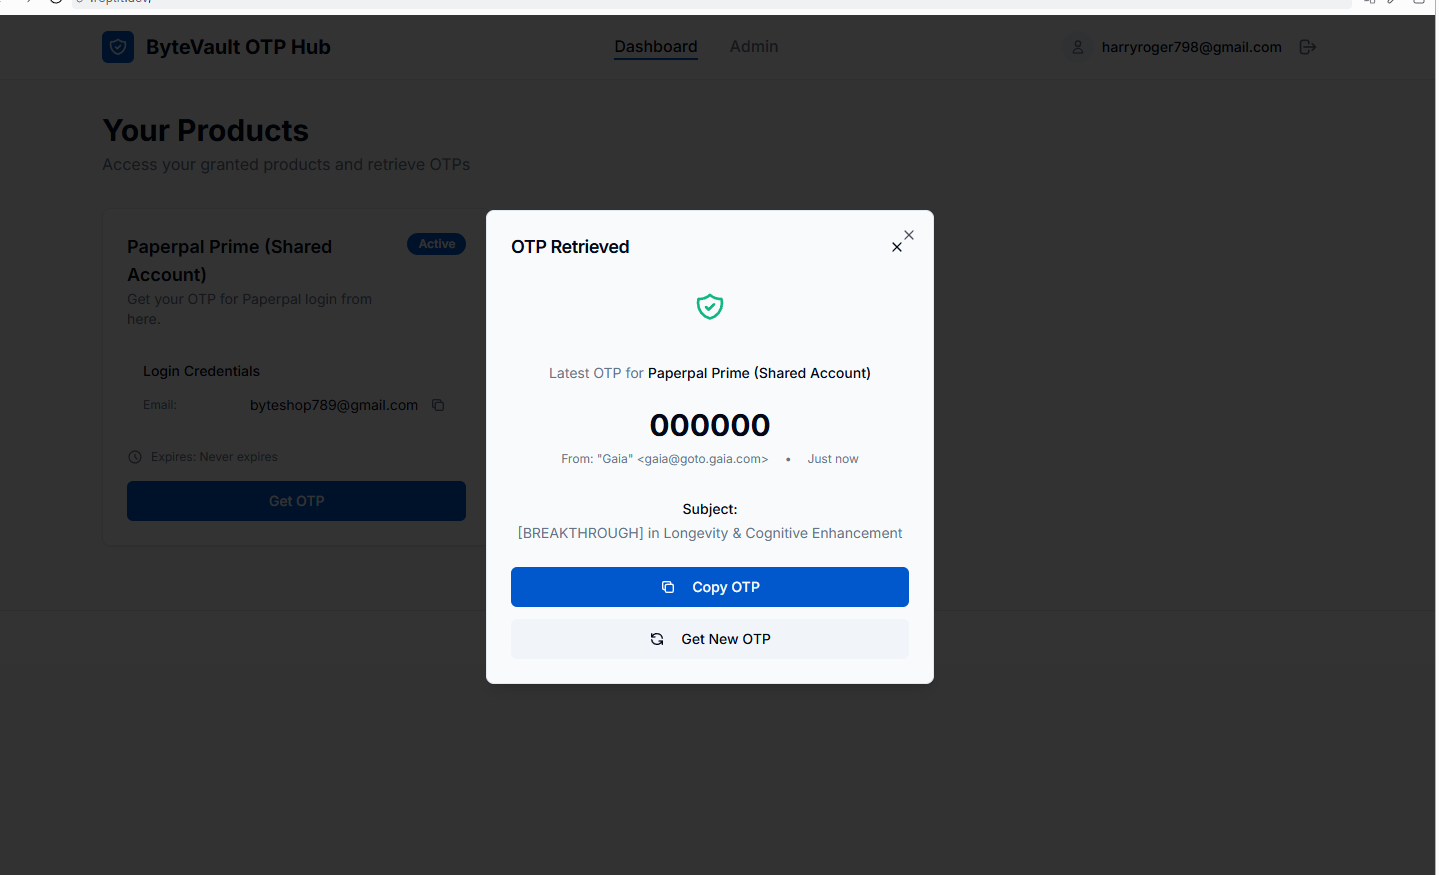 ByteVault OTP Hub
Dashboard
Admin
harryroger798@gmail.com
Your Products
Access your granted products and retrieve OTPs
Paperpal Prime (Shared
Account)
Active
Get your OTP for Paperpal login from
here.
Login Credentials
Email:
byteshop789@gmail.com
Expires: Never expires
Get OTP
OTP Retrieved
Latest OTP for Paperpal Prime (Shared Account)
000000
From: "Gaia" <gaia@goto.gaia.com> • Just now
Subject:
[BREAKTHROUGH] in Longevity & Cognitive Enhancement
Copy OTP
Get New OTP